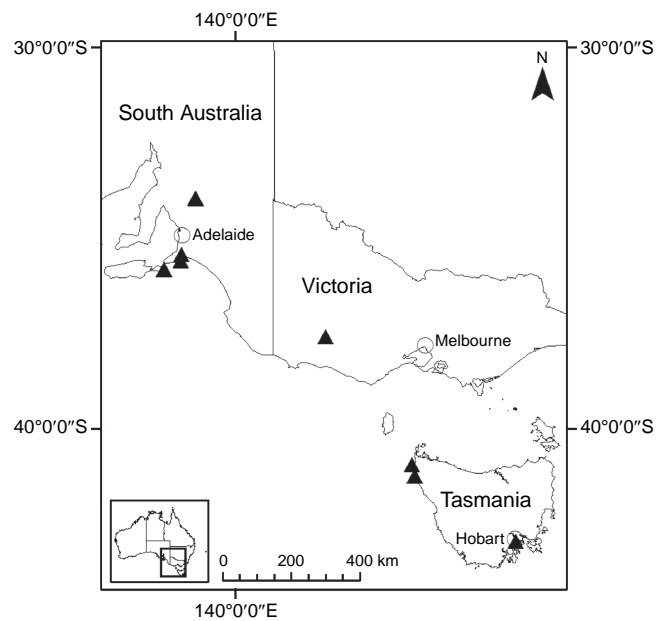 140°0′0″E
30°0′0″S
30°0′0″S
N
South Australia
Adelaide
Victoria
Melbourne
40°0′0″S
40°0′0″S
Tasmania
Hobart
0 200 400 km
140°0′0″E